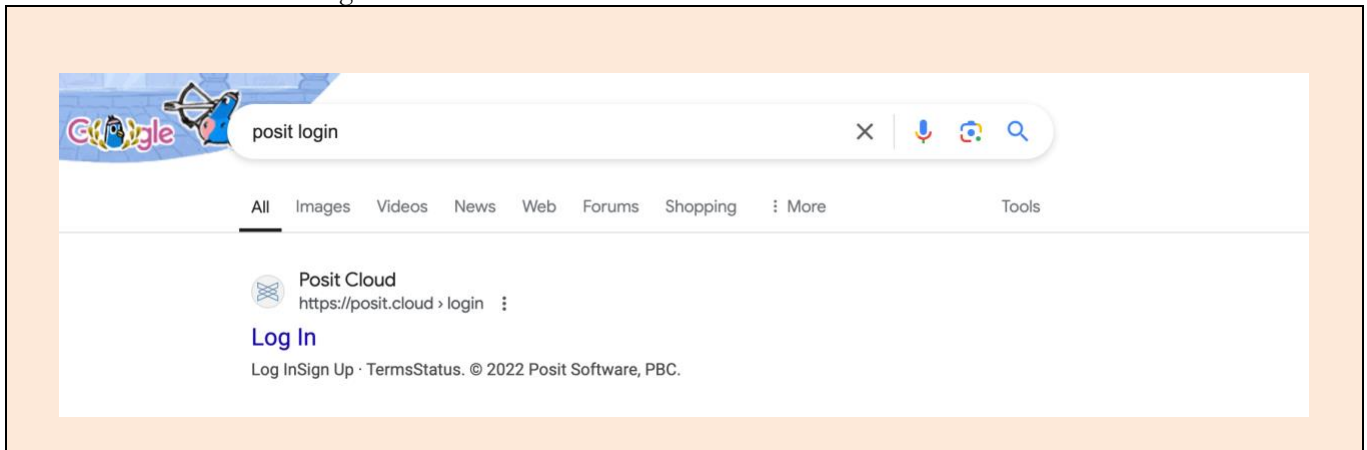 Google
posit login
All Images Videos News Web Forums Shopping More Tools
Posit Cloud
https://posit.cloud › login
Log In
Log InSign Up · TermsStatus. © 2022 Posit Software, PBC.